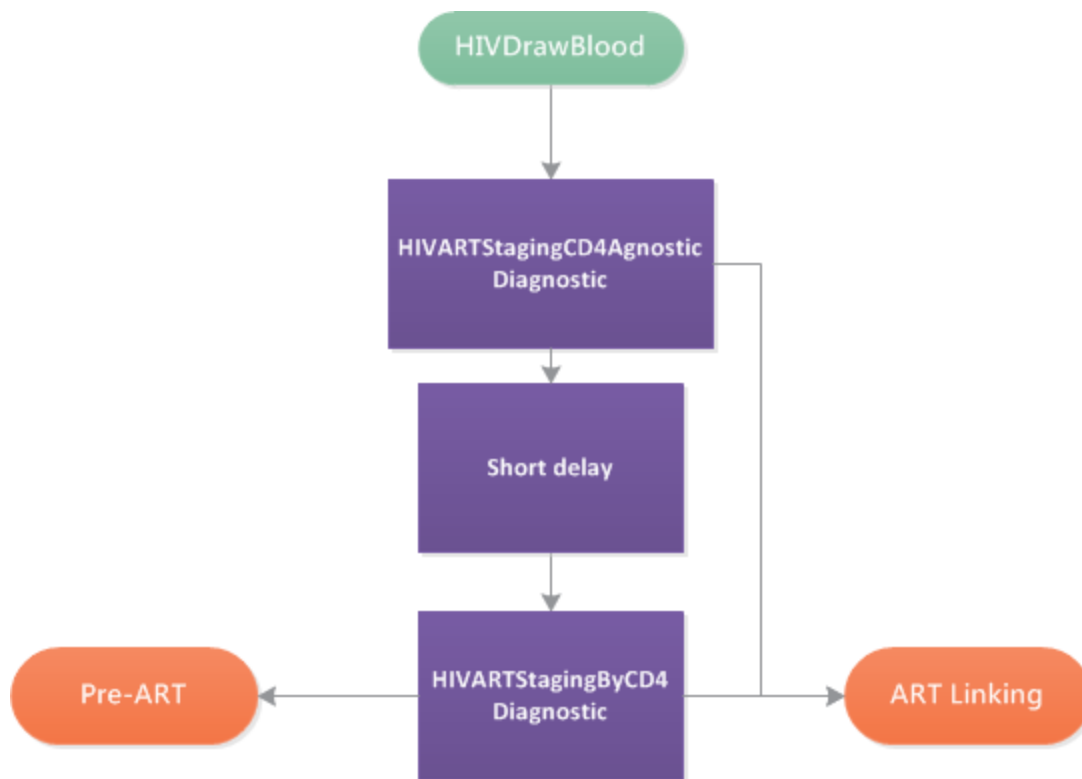 HIVDrawBlood
HIVARTStagingCD4Agnostic
Diagnostic
Short delay
Pre-ART
HIVARTStagingByCD4
Diagnostic
ART Linking